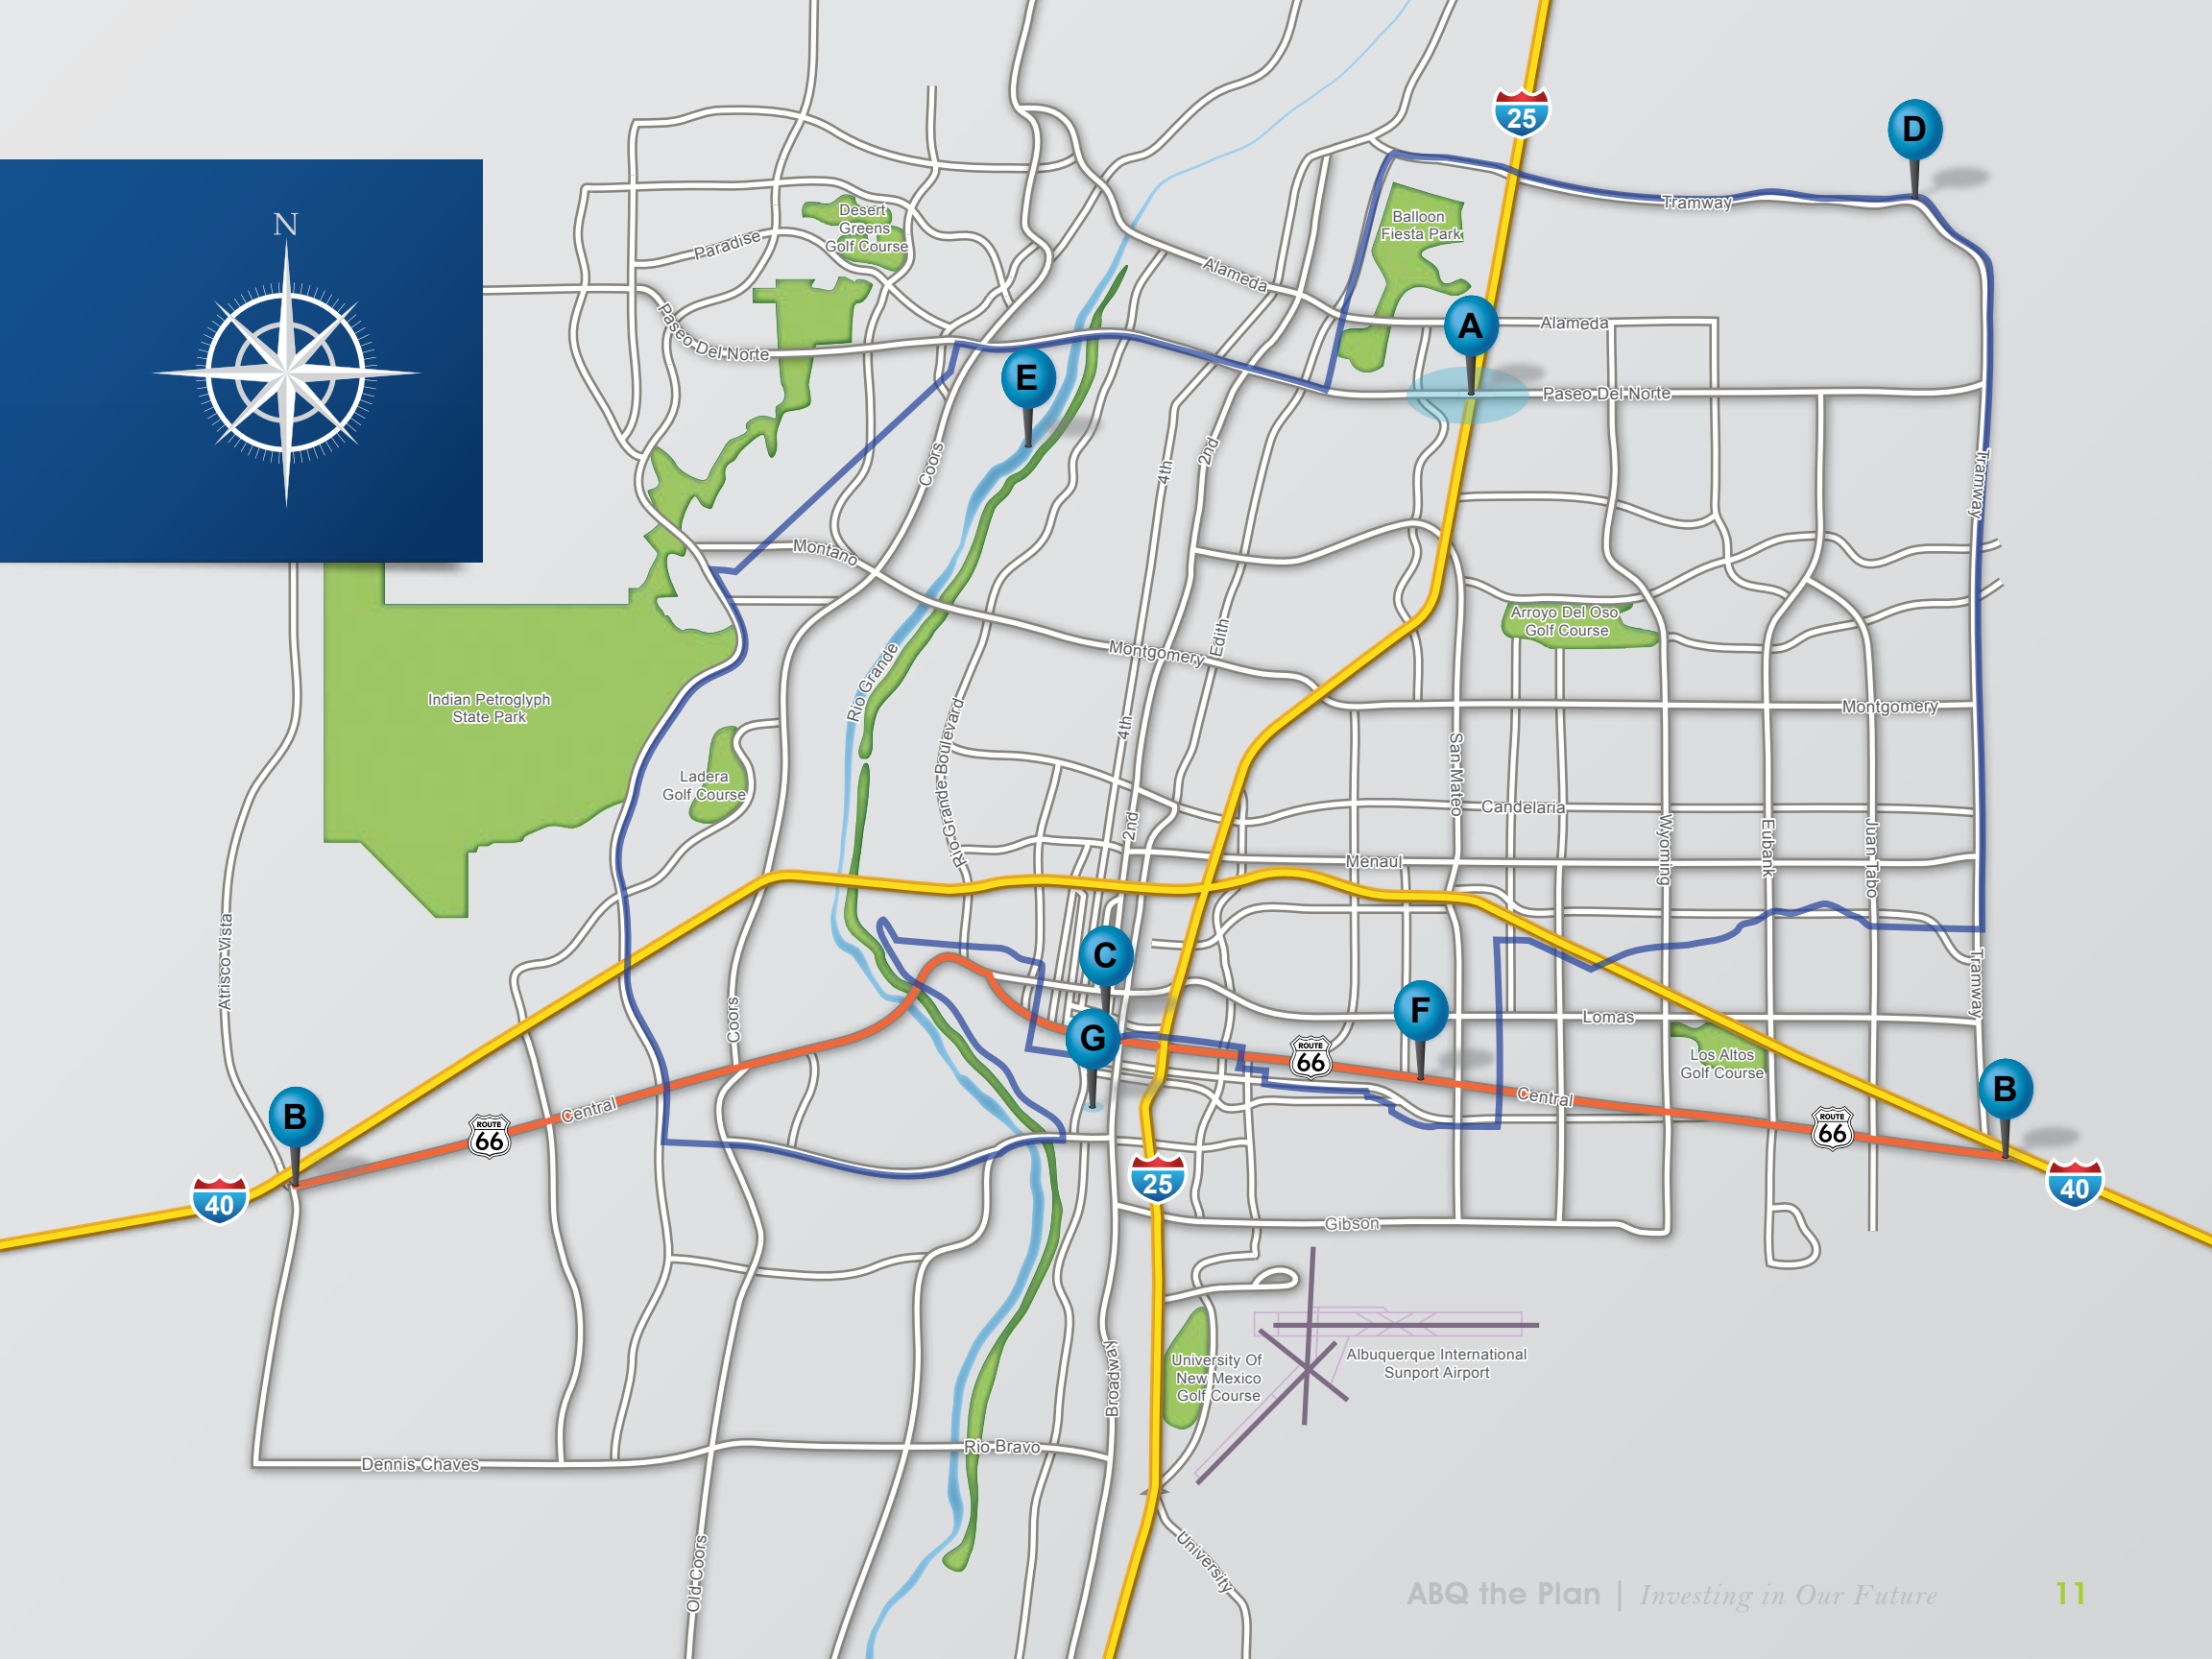 N
25
D
Tramway
Desert
Greens
Golf Course
Balloon
Fiesta Park
Paradise
Alameda
A
Alameda
Paseo Del Norte
E
Paseo Del Norte
Coors
4th
2nd
Tramway
Montano
Arroyo Del Oso
Golf Course
Edith
Montgomery
Rio Grande
Indian Petroglyph
State Park
Montgomery
4th
Rio Grande Boulevard
San Mateo
Ladera
Golf Course
Candelaria
2nd
Wyoming
Eubank
Juan Tabo
Menaul
Atrisco Vista
C
Coors
Tramway
F
Lomas
G
ROUTE
66
Los Altos
Golf Course
B
Central
Central
B
ROUTE
66
ROUTE
66
40
25
40
Gibson
University Of
New Mexico
Golf Course
Albuquerque International
Sunport Airport
Broadway
Rio Bravo
Dennis Chaves
Old Coors
University
ABQ the Plan | Investing in Our Future 11